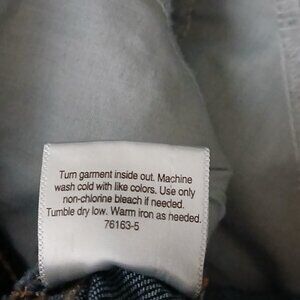 Turn garment inside out. Machine
wash cold with like colors. Use only
non-chlorine bleach if needed.
Tumble dry low. Warm iron as needed.
76163-5